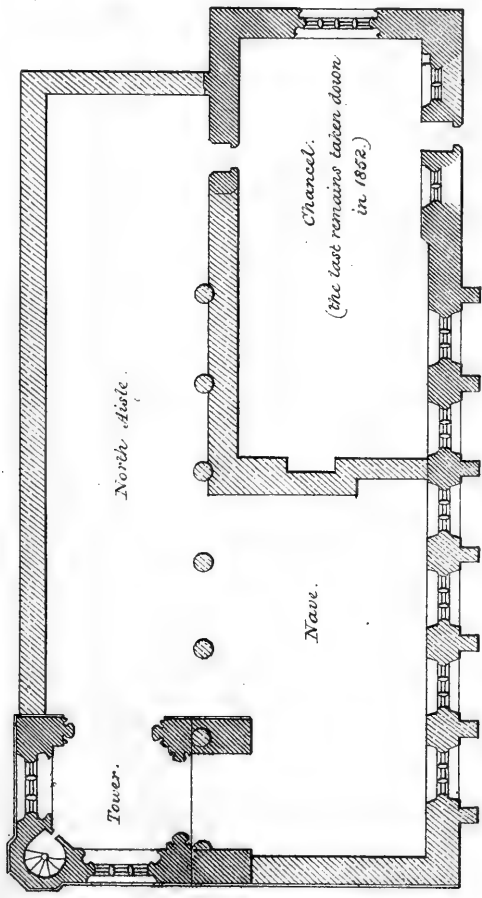 Chancel.
(the last remains taken down
in 1852.)
North Aisle.
Nave.
Tower.